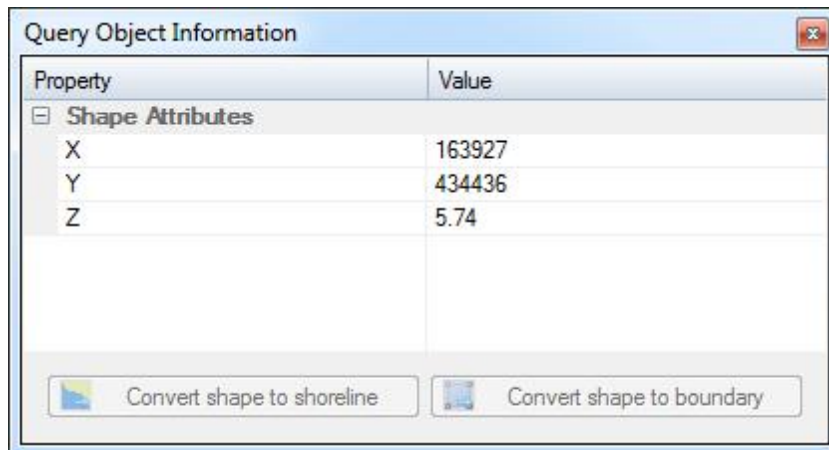 Query Object Information
Property Value
Shape Attributes
X 163927
Y 434436
Z 5.74
Convert shape to shoreline Convert shape to boundary